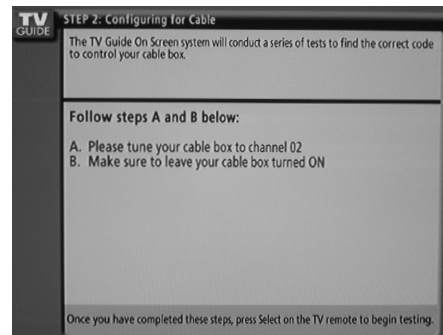 TV
GUIDE
STEP 2: Configuring for Cable
The TV Guide On Screen system will conduct a series of tests to find the correct code
to control your cable box.
Follow steps A and B below:
A. Please tune your cable box to channel 02
B. Make sure to leave your cable box turned ON
Once you have completed these steps, press Select on the TV remote to begin testing.